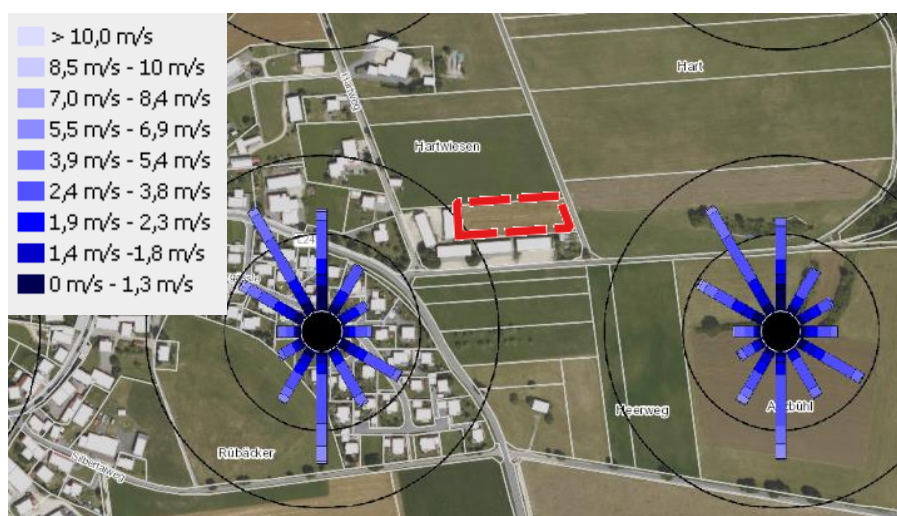 > 10,0 m/s
8,5 m/s - 10 m/s
7,0 m/s - 8,4 m/s
5,5 m/s - 6,9 m/s
3,9 m/s - 5,4 m/s
2,4 m/s - 3,8 m/s
1,9 m/s - 2,3 m/s
1,4 m/s -1,8 m/s
0 m/s - 1,3 m/s
Hart
Hartwiesen
Heerweg
Rübäcker
Silbertalweg